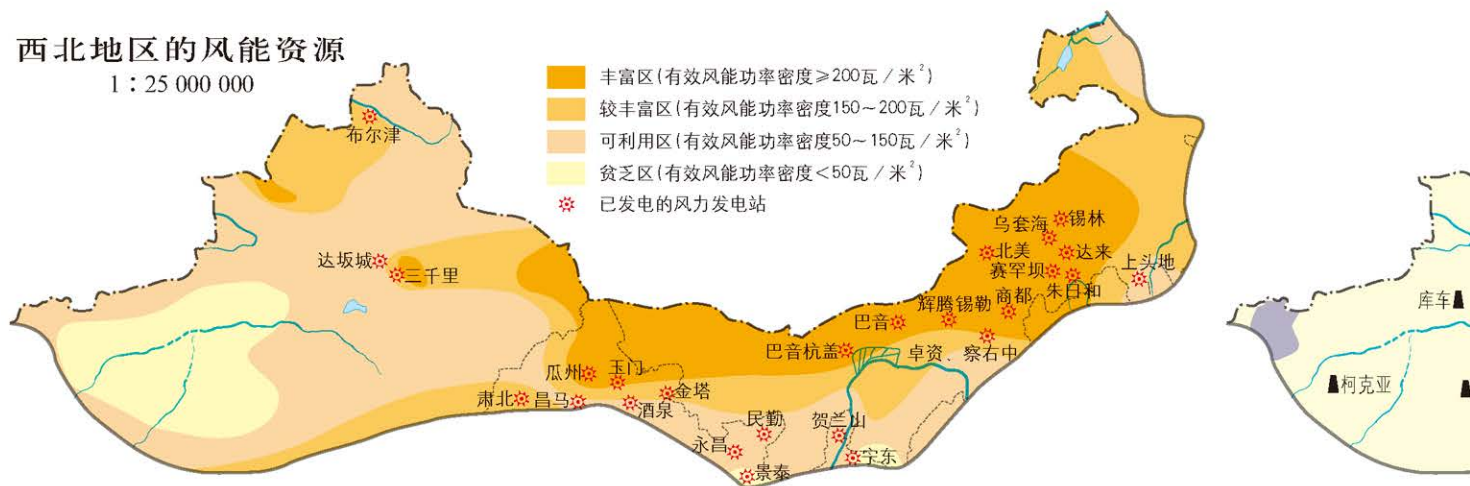 西北地区的风能资源
1∶25 000 000
丰富区(有效风能功率密度≥200瓦/米²)
较丰富区(有效风能功率密度150～200瓦/米²)
可利用区(有效风能功率密度50～150瓦/米²)
贫乏区(有效风能功率密度<50瓦/米²)
已发电的风力发电站
布尔津
达坂城
三千里
乌套海
锡林
北美
达来
赛罕坝
上头地
朱日和
商都
辉腾锡勒
巴音
巴音杭盖
卓资、察右中
瓜州
玉门
金塔
肃北
昌马
酒泉
民勤
贺兰山
永昌
宁东
景泰
库车
柯克亚